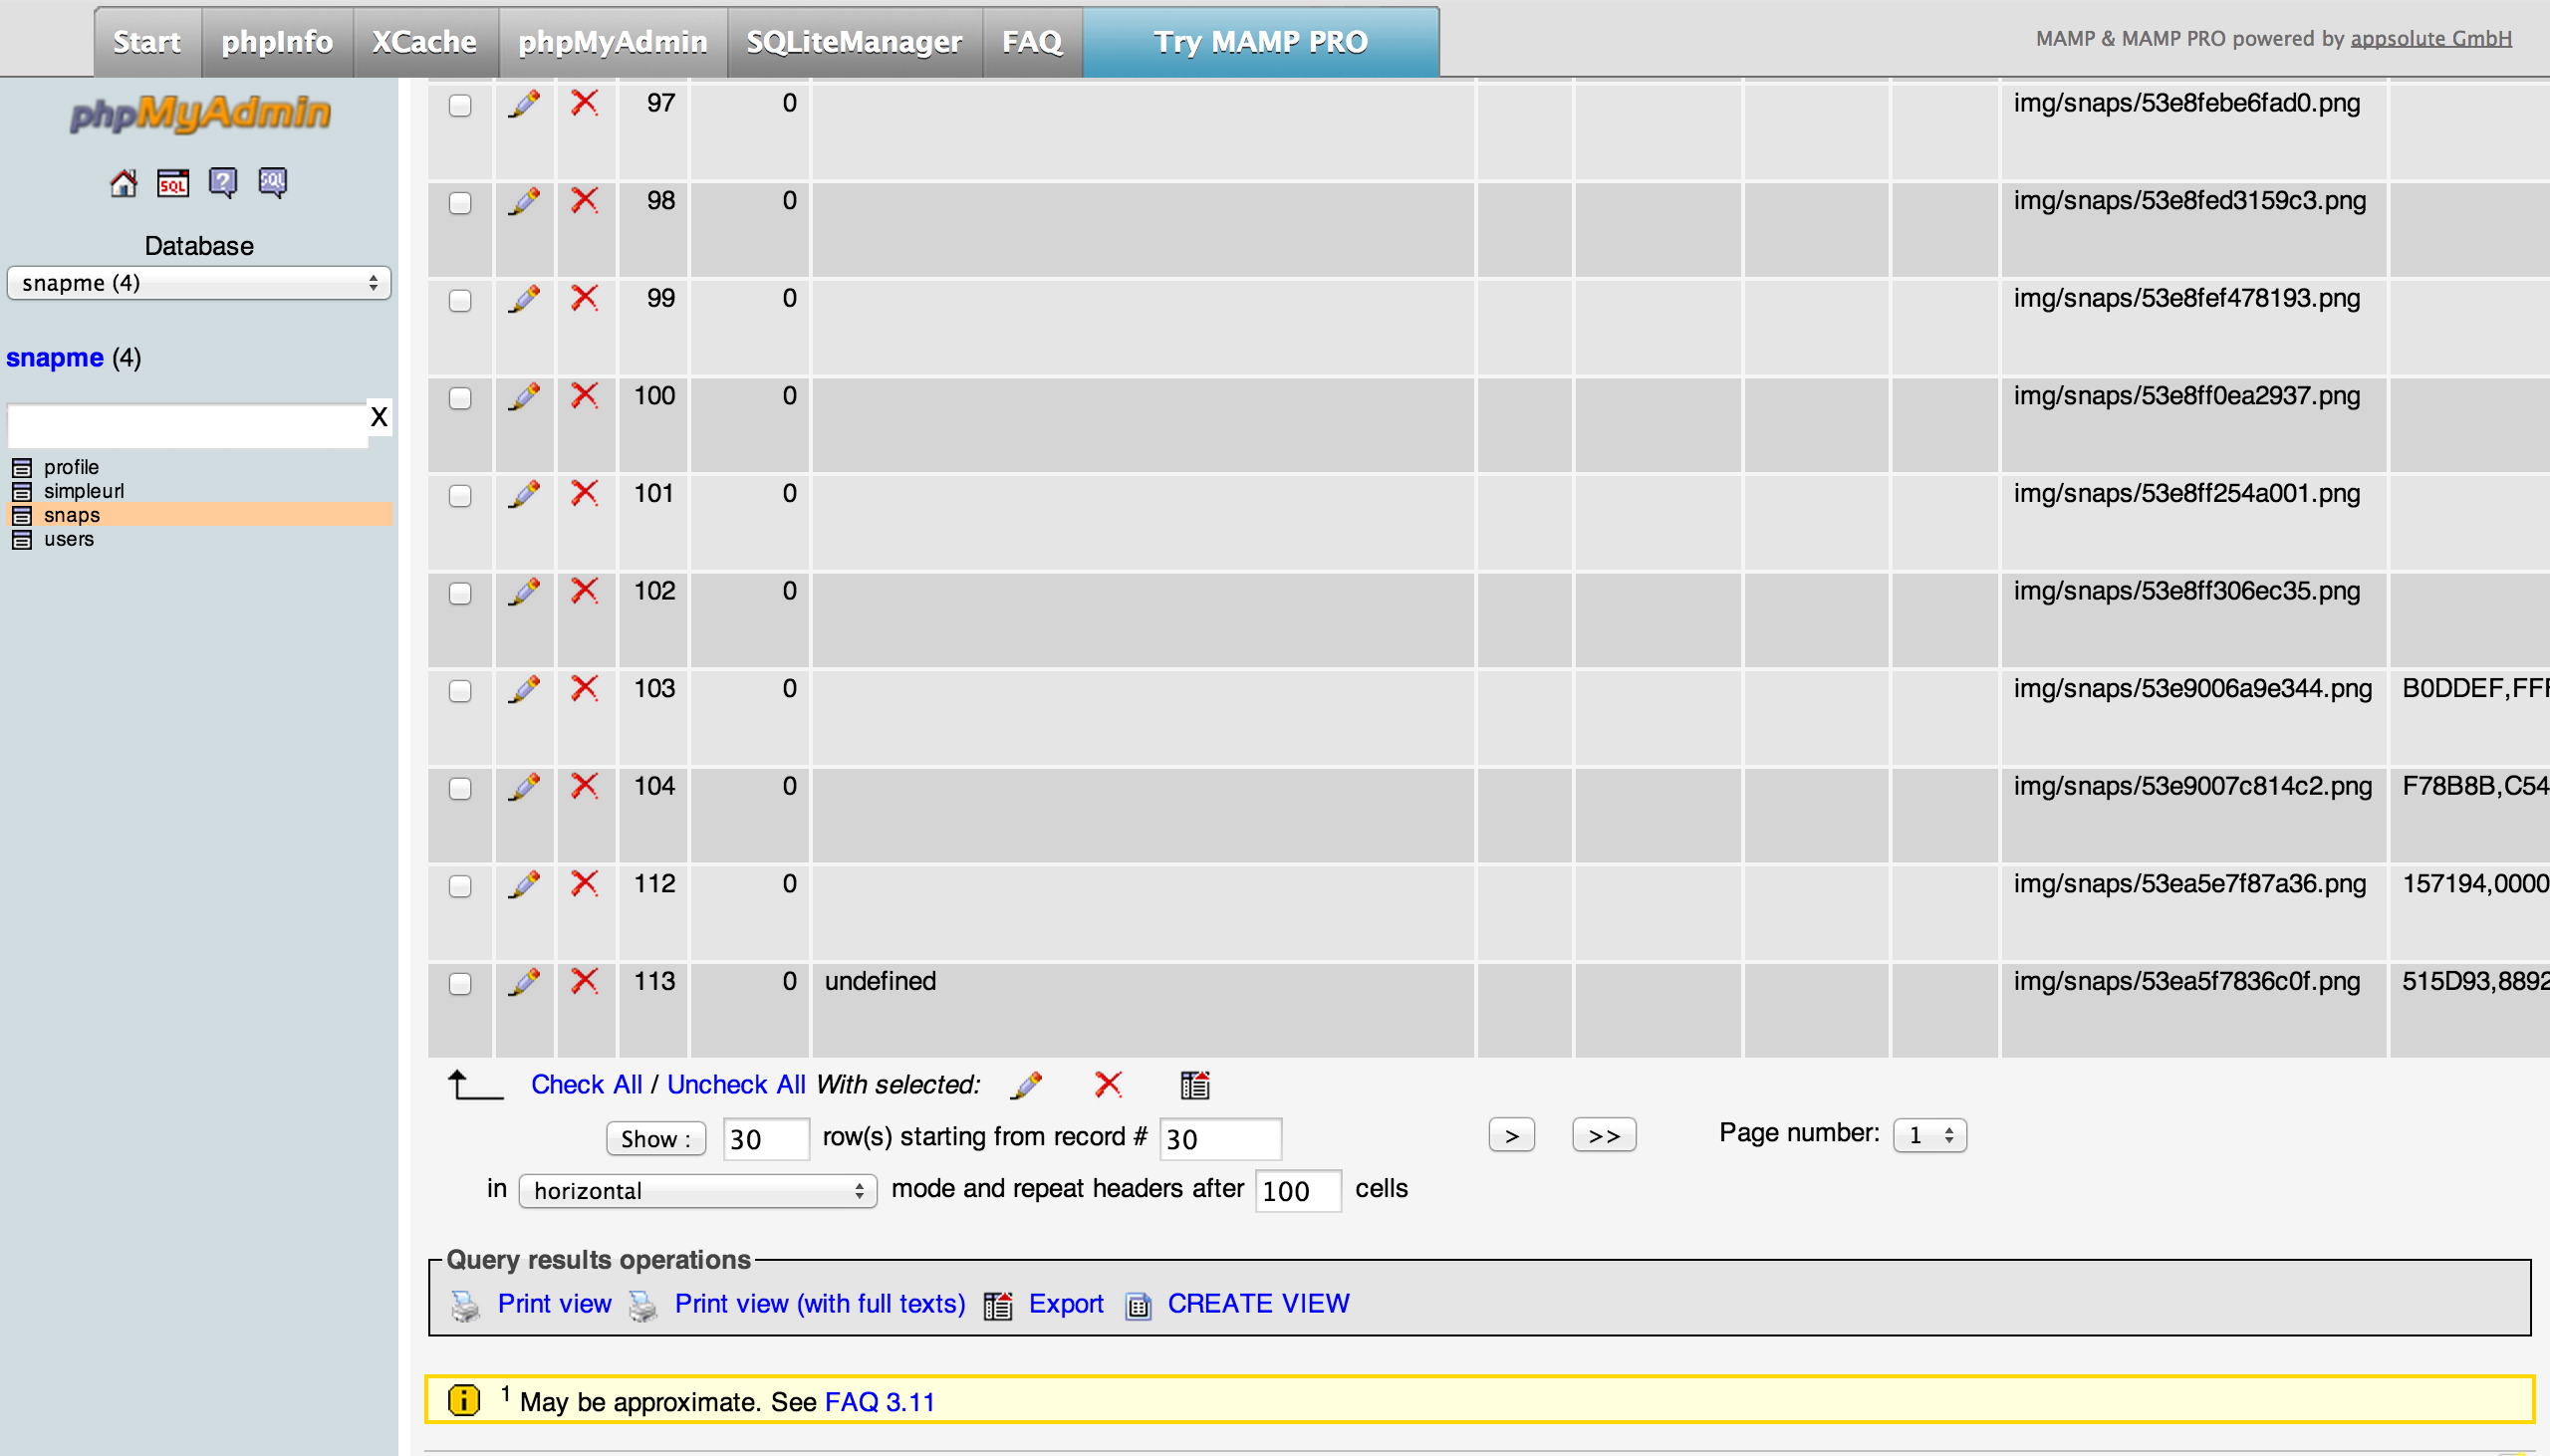 Start phpInfo XCache phpMyAdmin SQLiteManager FAQ Try MAMP PRO MAMP & MAMP PRO powered by appsolute GmbH
phpMyAdmin
SQL ? SQL
Database
snapme (4)
snapme (4)
X
profile
simpleurl
snaps
users
97 0 img/snaps/53e8febe6fad0.png
98 0 img/snaps/53e8fed3159c3.png
99 0 img/snaps/53e8fef478193.png
100 0 img/snaps/53e8ff0ea2937.png
101 0 img/snaps/53e8ff254a001.png
102 0 img/snaps/53e8ff306ec35.png
103 0 img/snaps/53e9006a9e344.png B0DDEF,FFF
104 0 img/snaps/53e9007c814c2.png F78B8B,C54
112 0 img/snaps/53ea5e7f87a36.png 157194,0000
113 0 undefined img/snaps/53ea5f7836c0f.png 515D93,8892
Check All / Uncheck All With selected:
Show : 30 row(s) starting from record # 30 > >> Page number: 1
in horizontal mode and repeat headers after 100 cells
Query results operations
Print view Print view (with full texts) Export CREATE VIEW
1 May be approximate. See FAQ 3.11